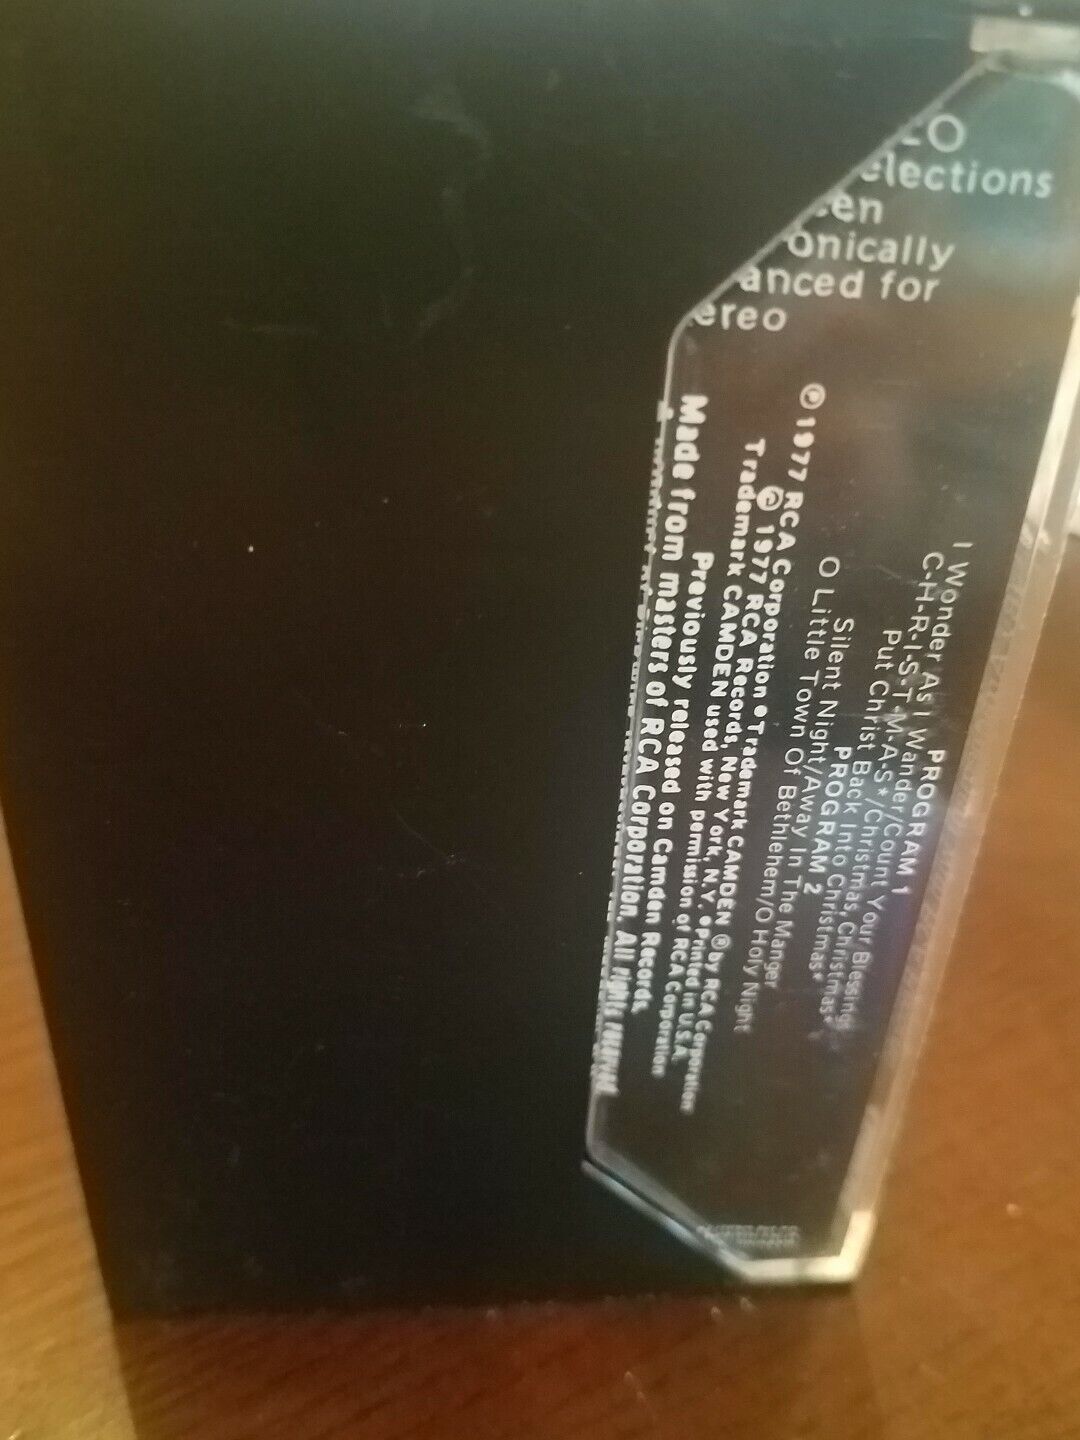 elections
een
onically
anced for
ereo
PROGRAM 1
I Wonder As I Wander/Count Your Blessings
C-H-R-I-S-T-M-A-S*/Christmas, Christmas*
Put Christ Back Into Christmas*
PROGRAM 2
Silent Night/Away In The Manger
O Little Town Of Bethlehem/O Holy Night
© 1977 RCA Corporation • Trademark CAMDEN ® by RCA Corporation
℗ 1977 RCA Records, New York, N.Y. • Printed in U.S.A.
Trademark CAMDEN used with permission of RCA Corporation
Previously released on Camden Records.
Made from masters of RCA Corporation. All rights reserved.